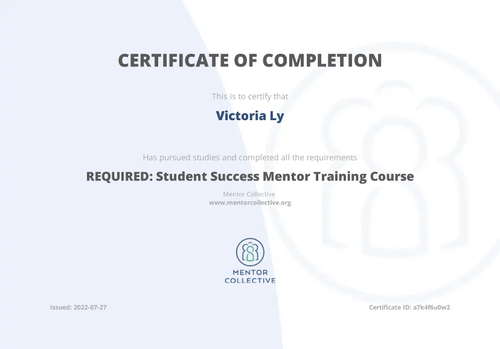 CERTIFICATE OF COMPLETION
This is to certify that
Victoria Ly
Has pursued studies and completed all the requirements
REQUIRED: Student Success Mentor Training Course
Mentor Collective
www.mentorcollective.org
MENTOR
COLLECTIVE
Issued: 2022-07-27
Certificate ID: a7k4f6u0w2